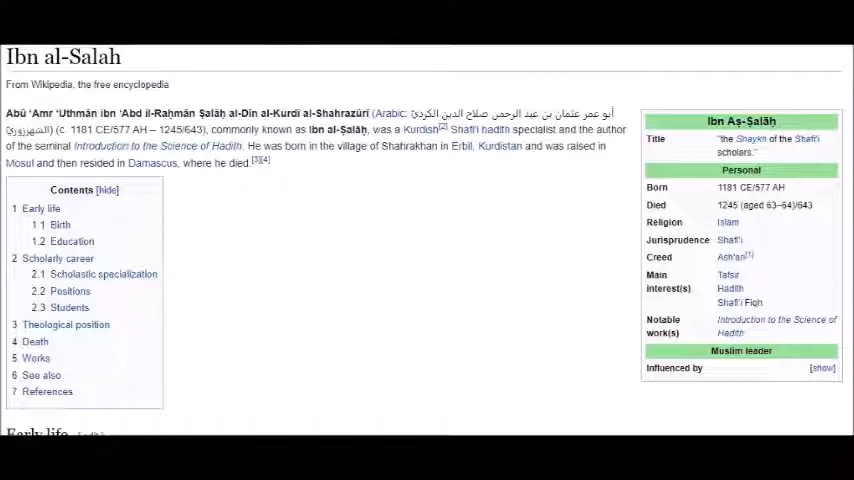 Ibn al-Salah
From Wikipedia, the free encyclopedia
Abū ʻAmr ʻUthmān ibn ʻAbd il-Raḥmān Ṣalāḥ al-Dīn al-Kurdī al-Shahrazūrī (Arabic: أبو عمر عثمان بن عبد الرحمن صلاح الدين الكرديّ
الشهرزوريّ) (c. 1181 CE/577 AH – 1245/643), commonly known as Ibn al-Ṣalāḥ, was a Kurdish[2] Shafi'i hadith specialist and the author
of the seminal Introduction to the Science of Hadith. He was born in the village of Shahrakhan in Erbil, Kurdistan and was raised in
Mosul and then resided in Damascus, where he died.[3][4]
Contents [hide]
1 Early life
1.1 Birth
1.2 Education
2 Scholarly career
2.1 Scholastic specialization
2.2 Positions
2.3 Students
3 Theological position
4 Death
5 Works
6 See also
7 References
Ibn Aṣ-Ṣalāḥ
Title "the Shaykh of the Shafi'i
scholars."
Personal
Born 1181 CE/577 AH
Died 1245 (aged 63–64)/643
Religion Islam
Jurisprudence Shafi'i
Creed Ash'ari[1]
Main Tafsir
interest(s) Hadith
Shafi'i Fiqh
Notable Introduction to the Science of
work(s) Hadith
Muslim leader
Influenced by [show]
Early life